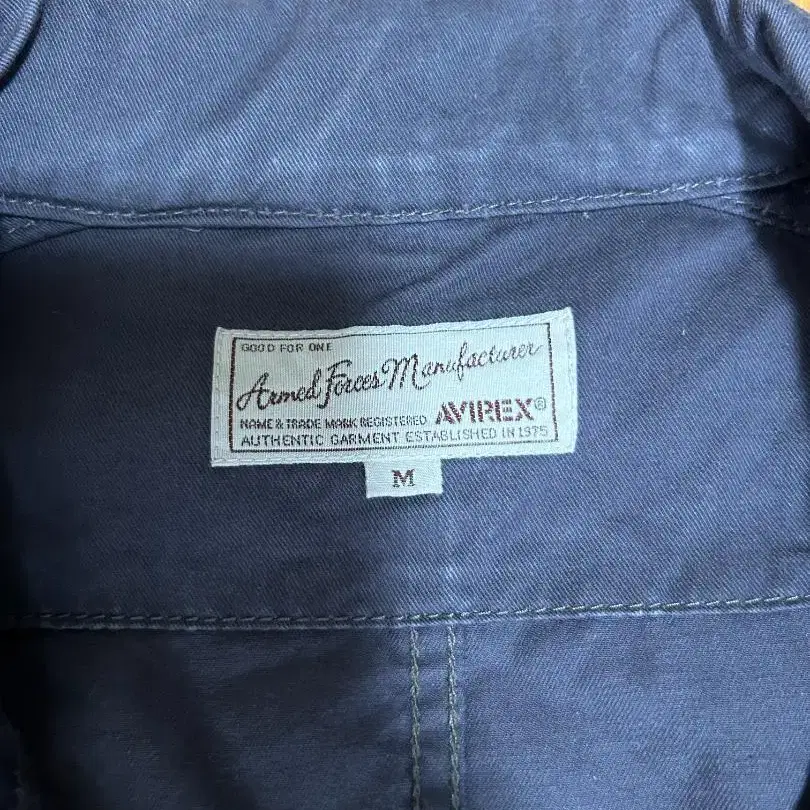 GOOD FOR ONE
Armed Forces Manufacturer
NAME & TRADE MARK REGISTERED AVIREX®
AUTHENTIC GARMENT ESTABLISHED IN 1975
M